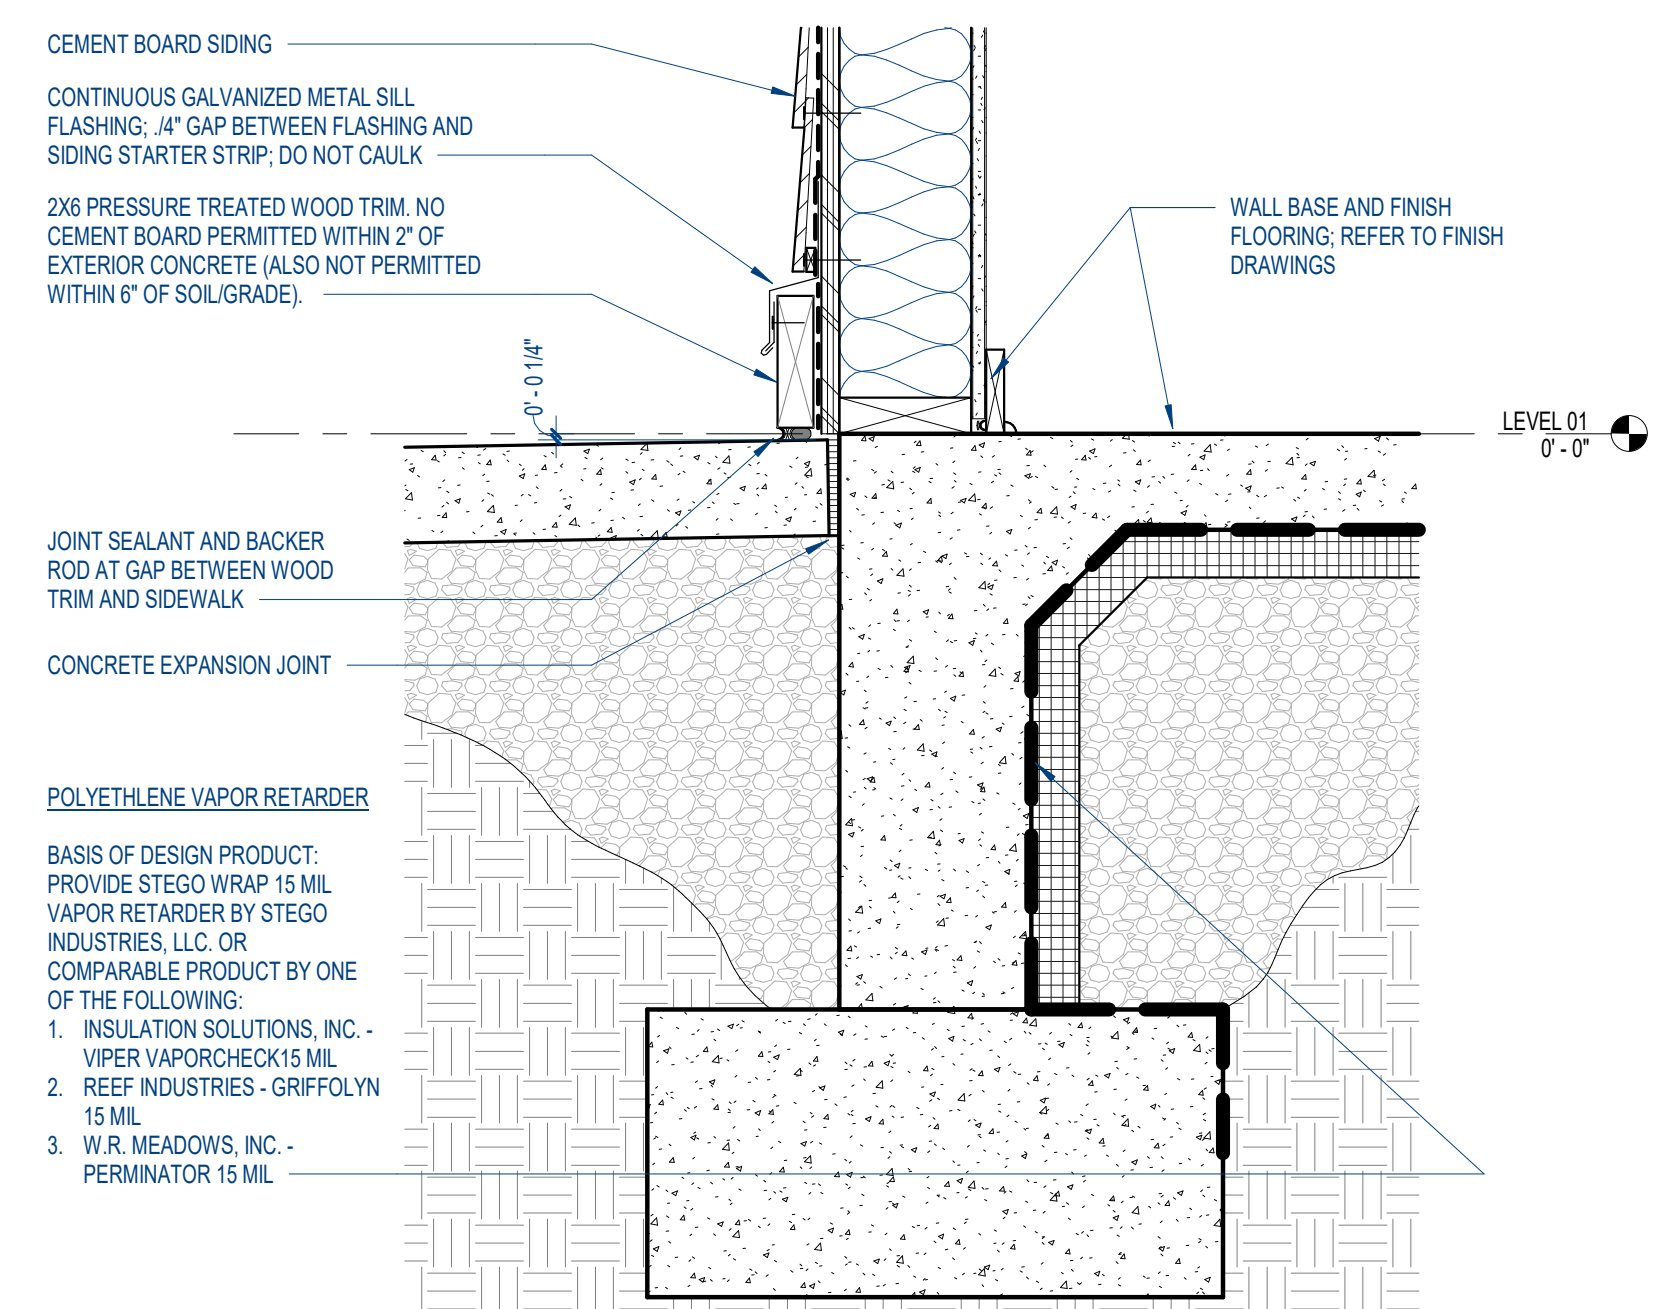 CEMENT BOARD SIDING
CONTINUOUS GALVANIZED METAL SILL
FLASHING; ./4" GAP BETWEEN FLASHING AND
SIDING STARTER STRIP; DO NOT CAULK
2X6 PRESSURE TREATED WOOD TRIM. NO
CEMENT BOARD PERMITTED WITHIN 2" OF
EXTERIOR CONCRETE (ALSO NOT PERMITTED
WITHIN 6" OF SOIL/GRADE).
WALL BASE AND FINISH
FLOORING; REFER TO FINISH
DRAWINGS
0' - 0 1/4"
LEVEL 01
0' - 0"
JOINT SEALANT AND BACKER
ROD AT GAP BETWEEN WOOD
TRIM AND SIDEWALK
CONCRETE EXPANSION JOINT
POLYETHLENE VAPOR RETARDER
BASIS OF DESIGN PRODUCT:
PROVIDE STEGO WRAP 15 MIL
VAPOR RETARDER BY STEGO
INDUSTRIES, LLC. OR
COMPARABLE PRODUCT BY ONE
OF THE FOLLOWING:
1. INSULATION SOLUTIONS, INC. -
VIPER VAPORCHECK15 MIL
2. REEF INDUSTRIES - GRIFFOLYN
15 MIL
3. W.R. MEADOWS, INC. -
PERMINATOR 15 MIL